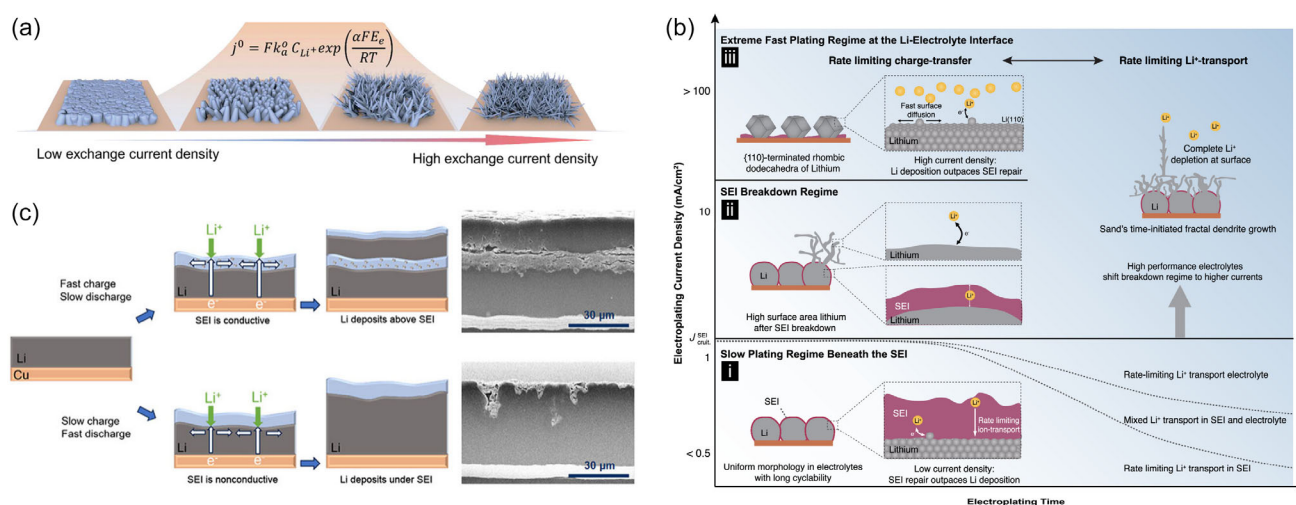 (a)
j⁰ = Fkₐ° C_Li⁺ exp(αFEₑ/RT)
Low exchange current density
High exchange current density
(b)
Electroplating Current Density (mA/cm²)
> 100
10
J SEI crit.
1
< 0.5
Extreme Fast Plating Regime at the Li-Electrolyte Interface
iii
Rate limiting charge-transfer
Rate limiting Li⁺-transport
Fast surface
diffusion
Li⁺
e⁻
Li(110)
Lithium
{110}-terminated rhombic
dodecahedra of Lithium
High current density:
Li deposition outpaces SEI repair
Li⁺
Complete Li⁺
depletion at surface
Li
Sand's time-initiated fractal dendrite growth
SEI Breakdown Regime
ii
Li⁺
e⁻
Lithium
Li
SEI
Li⁺
Lithium
High surface area lithium
after SEI breakdown
High performance electrolytes
shift breakdown regime to higher currents
Slow Plating Regime Beneath the SEI
i
SEI
Li
SEI
Li⁺
e⁻
Li⁺
Rate limiting
ion-transport
Lithium
Uniform morphology in electrolytes
with long cyclability
Low current density:
SEI repair outpaces Li deposition
Rate-limiting Li⁺ transport electrolyte
Mixed Li⁺ transport in SEI and electrolyte
Rate limiting Li⁺ transport in SEI
Electroplating Time
(c)
Li
Cu
Fast charge
Slow discharge
Li⁺ Li⁺
Li
e⁻ e⁻
SEI is conductive
Li
Li deposits above SEI
30 μm
Slow charge
Fast discharge
Li⁺ Li⁺
Li
e⁻ e⁻
SEI is nonconductive
Li
Li deposits under SEI
30 μm